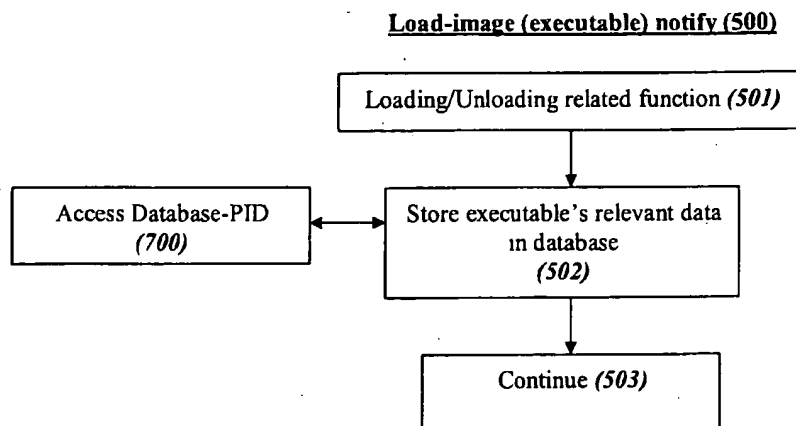 Load-image (executable) notify (500)
Loading/Unloading related function (501)
Access Database-PID
(700)
Store executable's relevant data
in database
(502)
Continue (503)